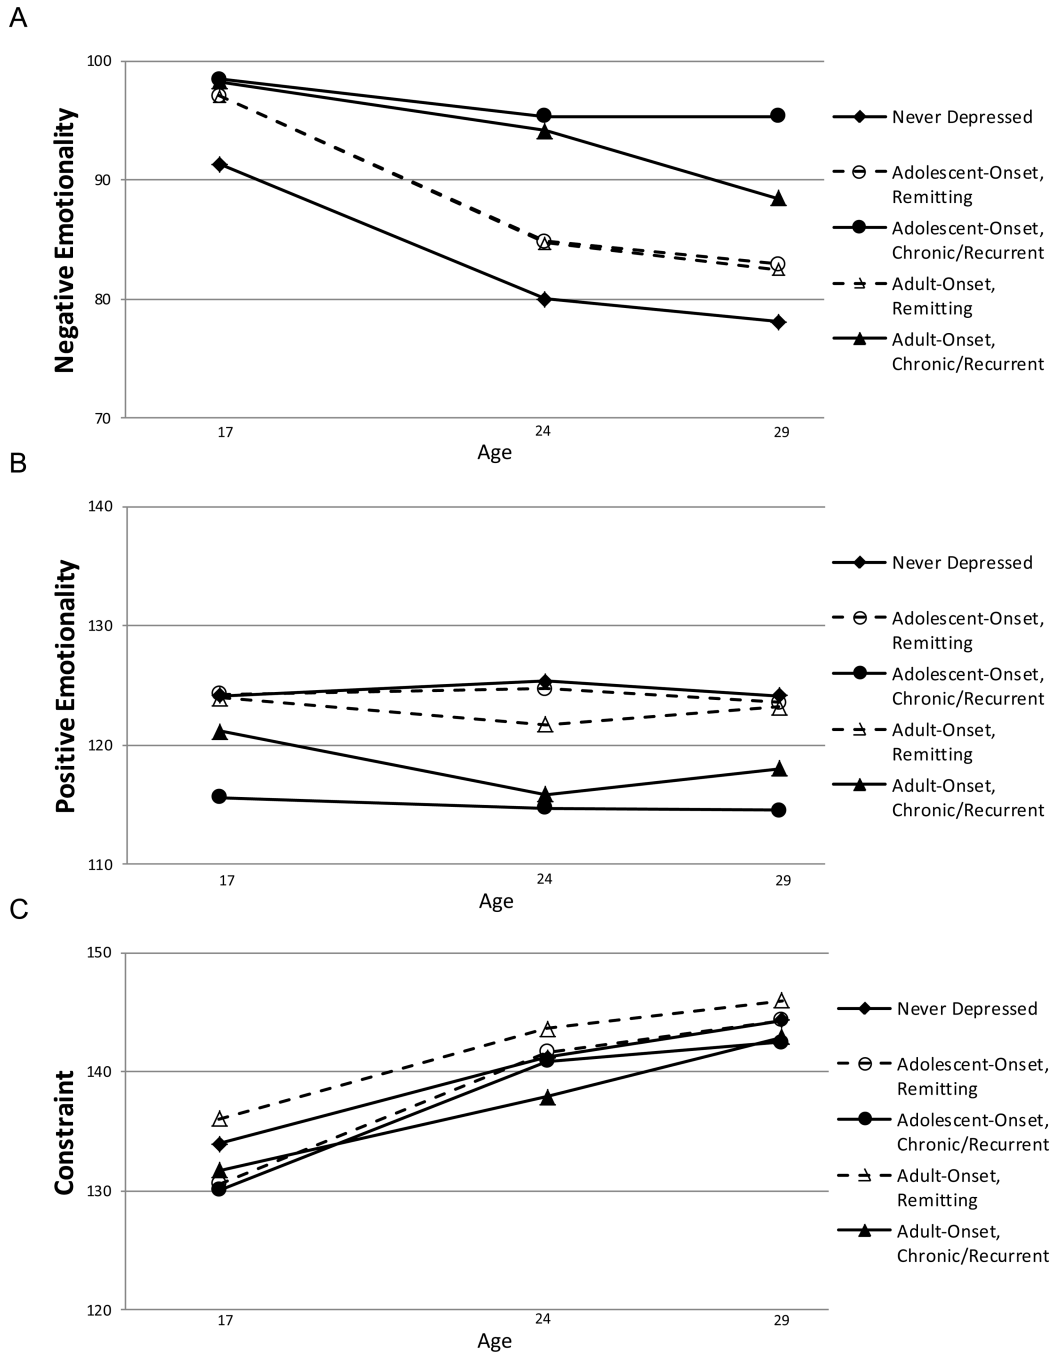 A
100
90
80
70
Negative Emotionality
17
24
29
Age
Never Depressed
Adolescent-Onset,
Remitting
Adolescent-Onset,
Chronic/Recurrent
Adult-Onset,
Remitting
Adult-Onset,
Chronic/Recurrent
B
140
130
120
110
Positive Emotionality
17
24
29
Age
Never Depressed
Adolescent-Onset,
Remitting
Adolescent-Onset,
Chronic/Recurrent
Adult-Onset,
Remitting
Adult-Onset,
Chronic/Recurrent
C
150
140
130
120
Constraint
17
24
29
Age
Never Depressed
Adolescent-Onset,
Remitting
Adolescent-Onset,
Chronic/Recurrent
Adult-Onset,
Remitting
Adult-Onset,
Chronic/Recurrent